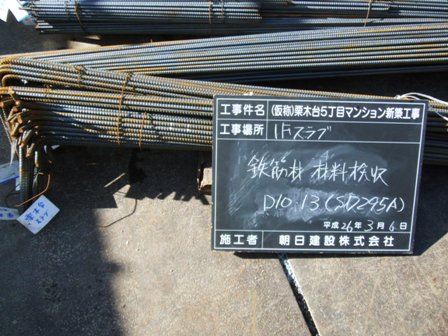 工事件名 (仮称)栗木台5丁目マンション新築工事
工事場所 1Fスラブ
鉄筋材 材料検収
D10.13(SD295A)
平成26年3月6日
施工者 朝日建設株式会社